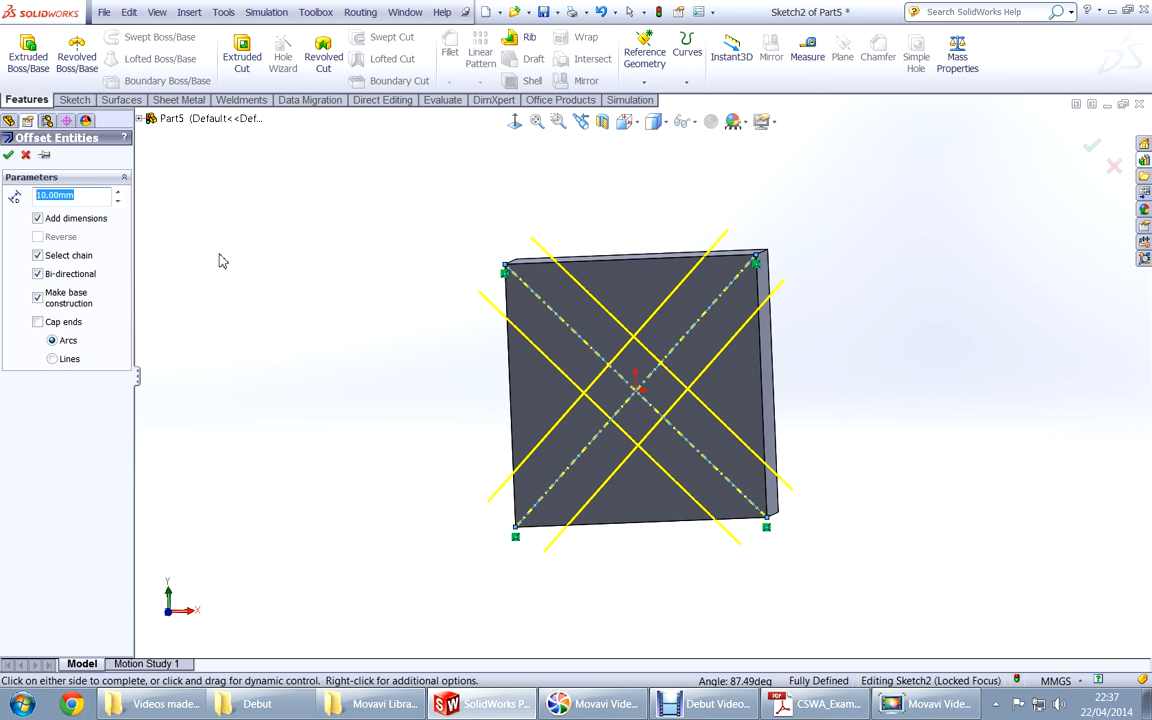 SOLIDWORKS File Edit View Insert Tools Simulation Toolbox Routing Window Help Sketch2 of Part5 * Search SolidWorks Help
Extruded Boss/Base
Revolved Boss/Base
Swept Boss/Base
Lofted Boss/Base
Boundary Boss/Base
Extruded Cut
Hole Wizard
Revolved Cut
Swept Cut
Lofted Cut
Boundary Cut
Fillet
Linear Pattern
Rib
Draft
Shell
Wrap
Intersect
Mirror
Reference Geometry
Curves
Instant3D
Mirror
Measure
Plane
Chamfer
Simple Hole
Mass Properties
Features Sketch Surfaces Sheet Metal Weldments Data Migration Direct Editing Evaluate DimXpert Office Products Simulation
Part5 (Default<<Def...
Offset Entities ?
Parameters
10.00mm
Add dimensions
Reverse
Select chain
Bi-directional
Make base
construction
Cap ends
Arcs
Lines
Y
X
Model Motion Study 1
Click on either side to complete, or click and drag for dynamic control. Right-click for additional options. Angle: 87.49deg Fully Defined Editing Sketch2 (Locked Focus) MMGS
Videos made... Debut Movavi Libra... SolidWorks P... Movavi Vide... Debut Video... CSWA_Exam... Movavi Vide... 22:37
22/04/2014